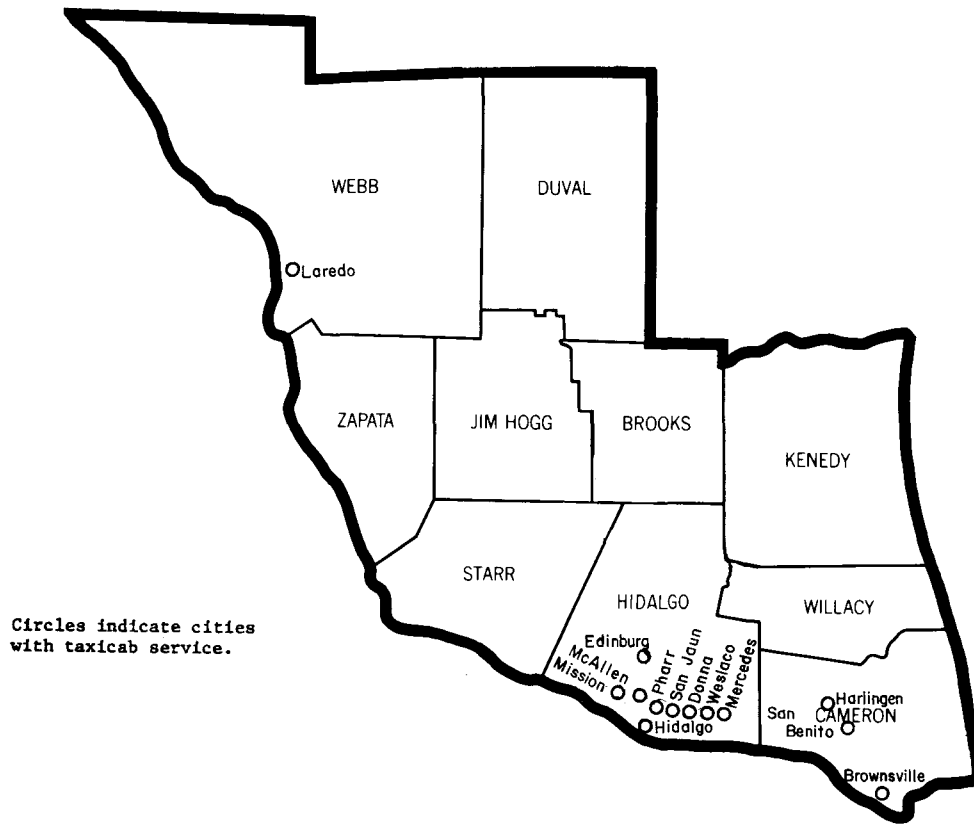 WEBB
DUVAL
Laredo
ZAPATA
JIM HOGG
BROOKS
KENEDY
STARR
HIDALGO
WILLACY
Circles indicate cities
with taxicab service.
Edinburg
McAllen
Mission
Pharr
San Jaun
Donna
Weslaco
Mercedes
Hidalgo
Harlingen
CAMERON
San
Benito
Brownsville